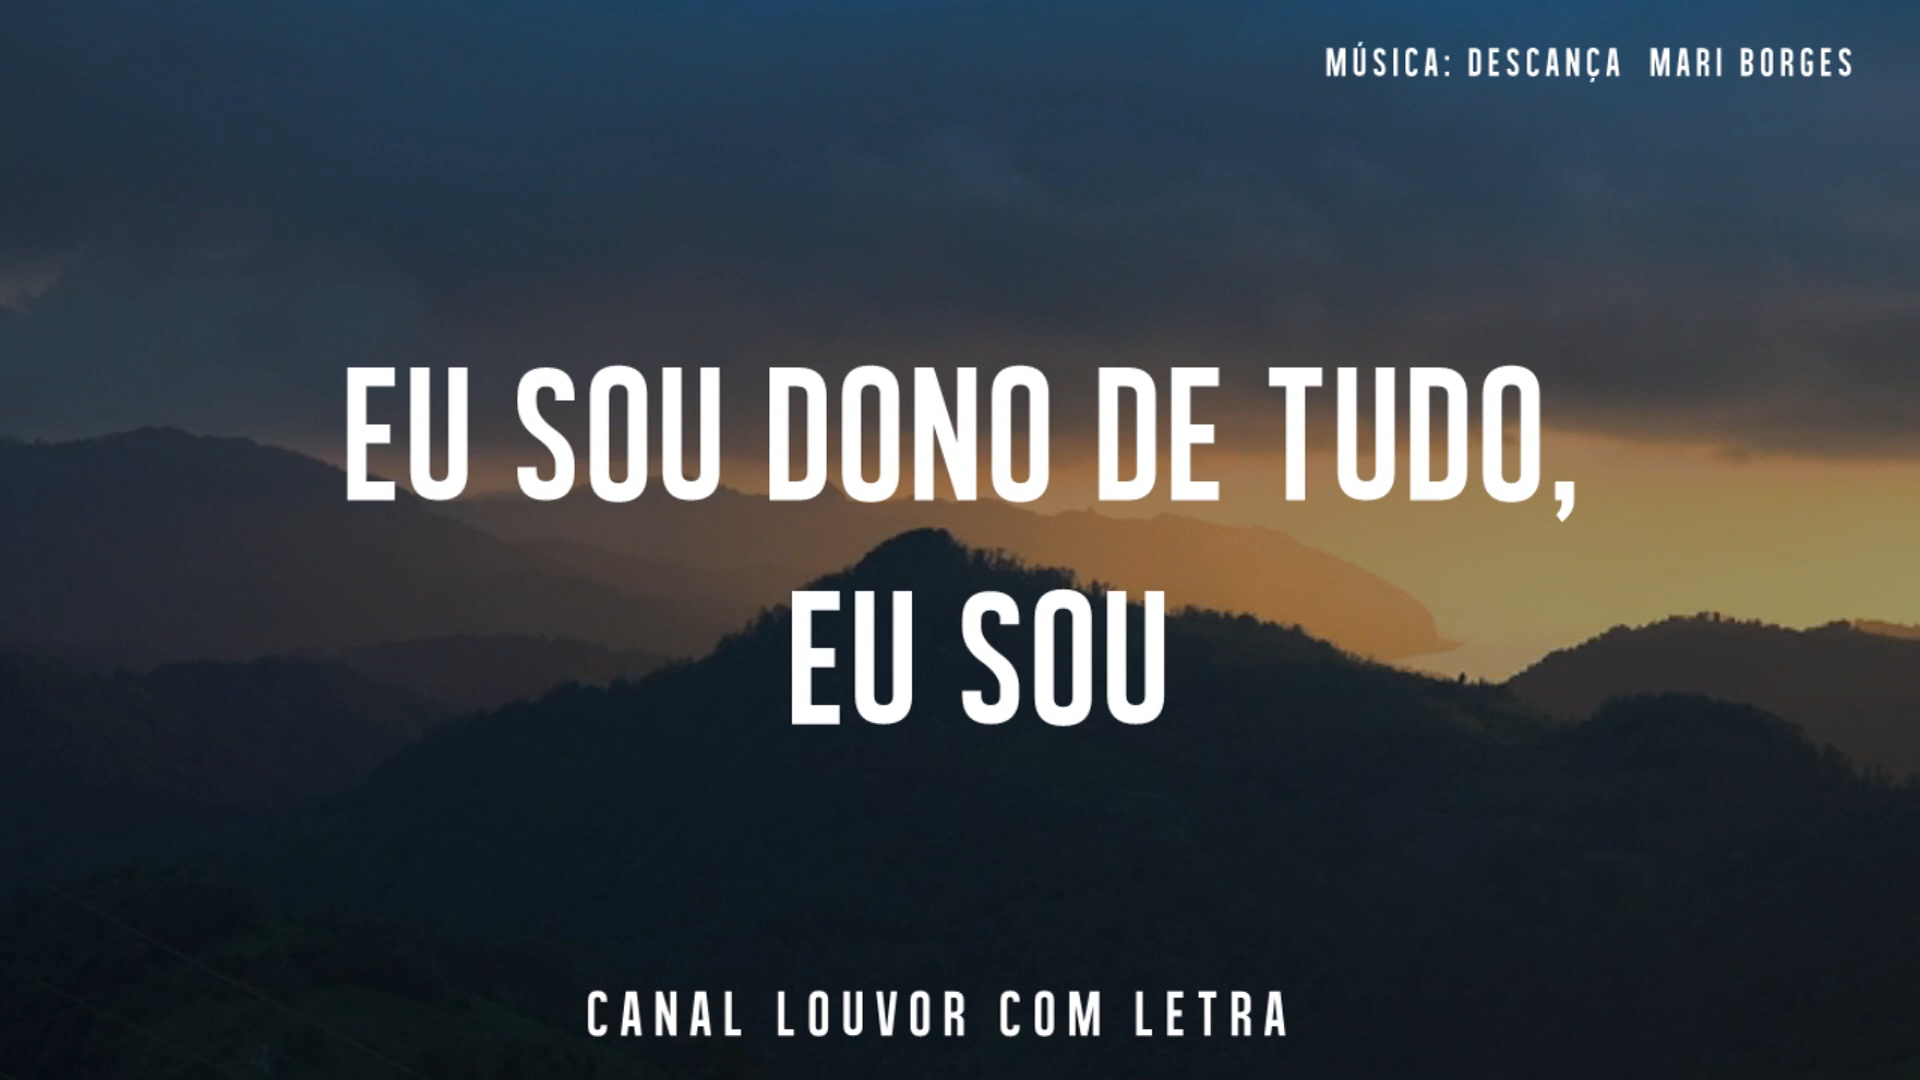 MÚSICA: DESCANÇA MARI BORGES
EU SOU DONO DE TUDO,
EU SOU
CANAL LOUVOR COM LETRA